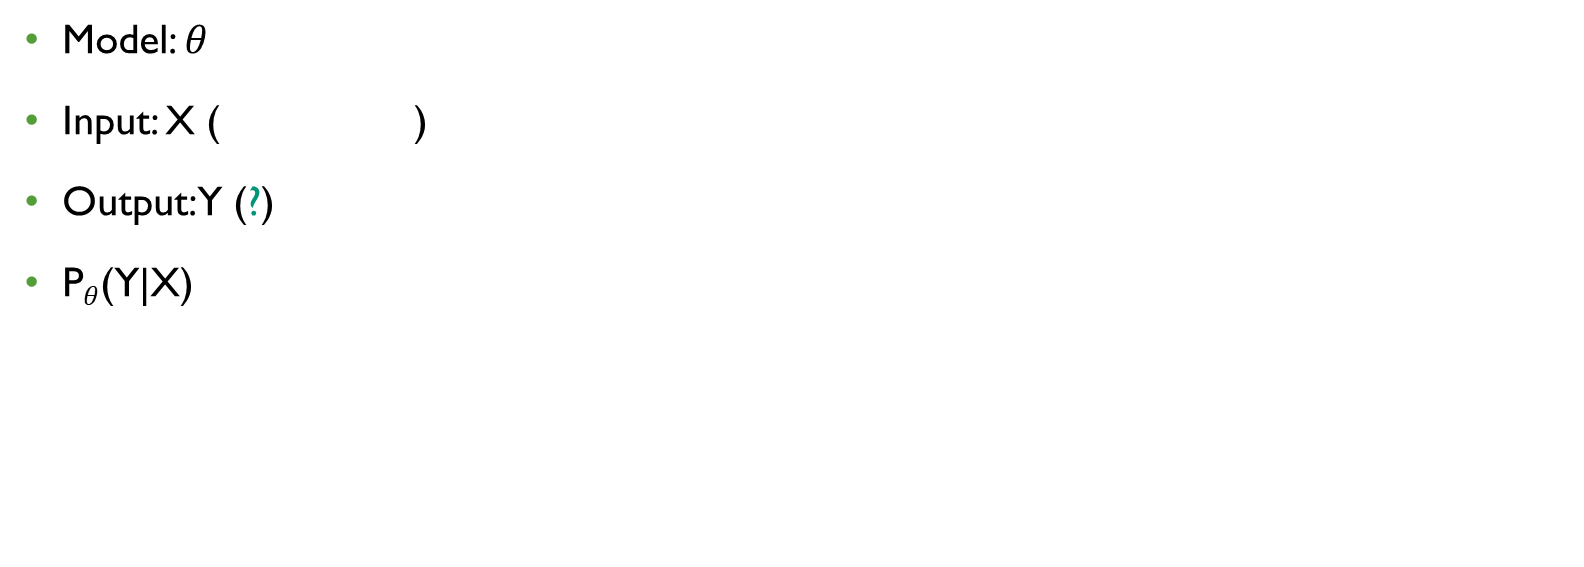 • Model: θ
• Input: X ( )
• Output: Y (?)
• Pθ(Y|X)